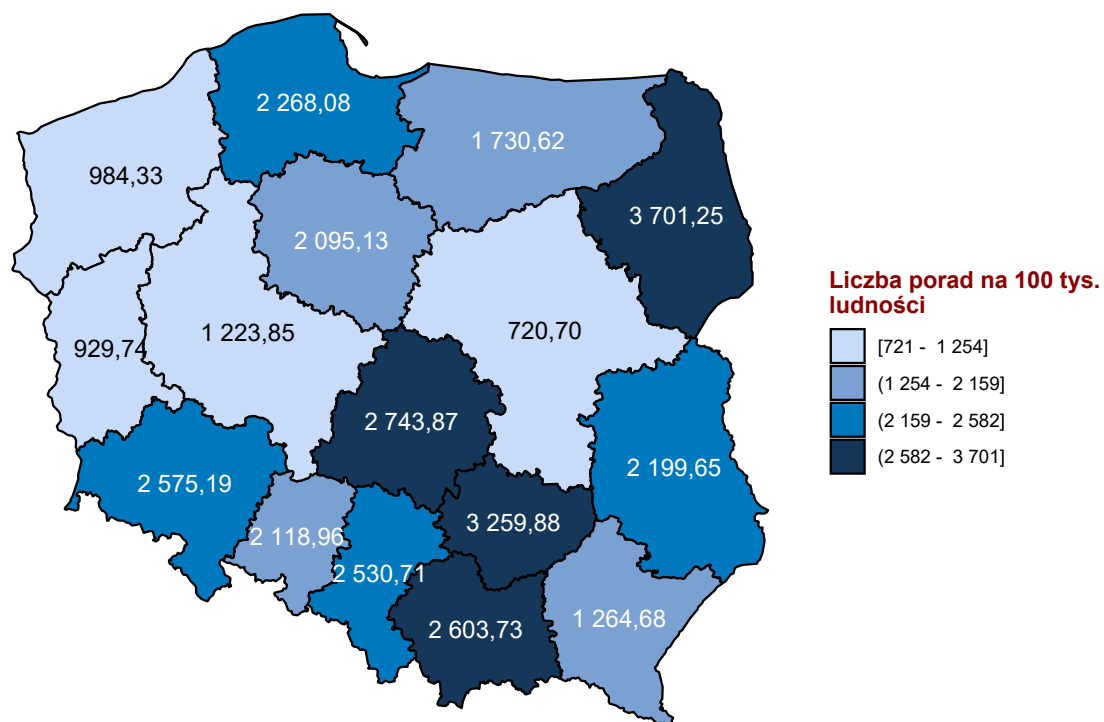 2 268,08
1 730,62
984,33
3 701,25
2 095,13
1 223,85
720,70
929,74
2 743,87
2 199,65
2 575,19
3 259,88
2 118,96
2 530,71
2 603,73
1 264,68
Liczba porad na 100 tys.
ludności
[721 - 1 254]
(1 254 - 2 159]
(2 159 - 2 582]
(2 582 - 3 701]